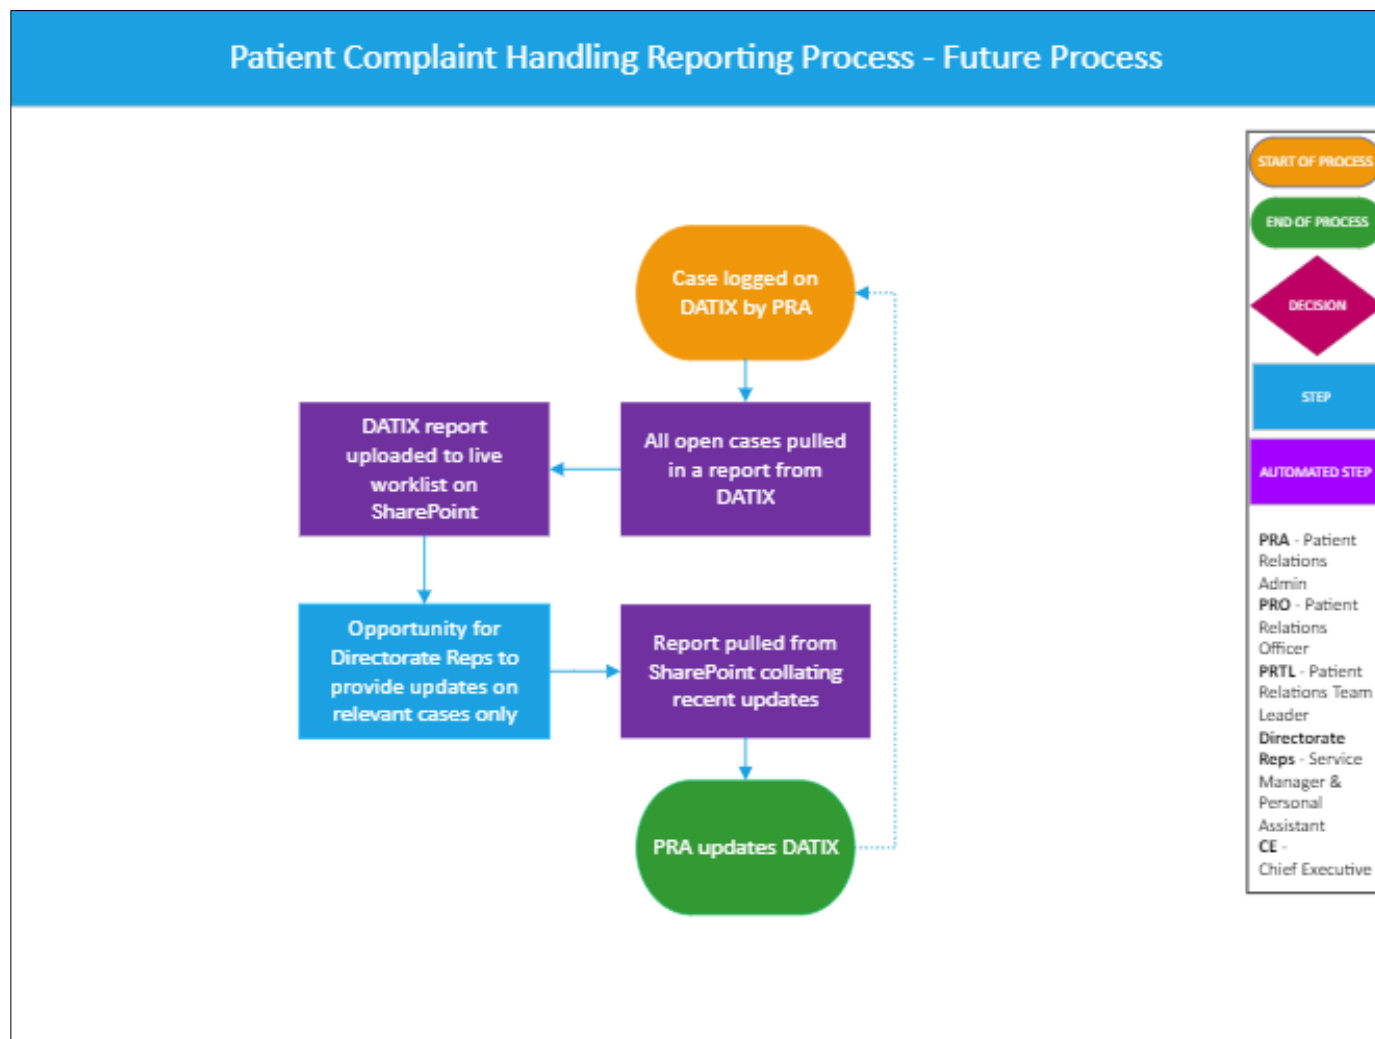 Patient Complaint Handling Reporting Process - Future Process
START OF PROCESS
END OF PROCESS
DECISION
STEP
AUTOMATED STEP
PRA - Patient
Relations
Admin
PRO - Patient
Relations
Officer
PRTL - Patient
Relations Team
Leader
Directorate
Reps - Service
Manager &
Personal
Assistant
CE -
Chief Executive
Case logged on
DATIX by PRA
All open cases pulled
in a report from
DATIX
DATIX report
uploaded to live
worklist on
SharePoint
Opportunity for
Directorate Reps to
provide updates on
relevant cases only
Report pulled from
SharePoint collating
recent updates
PRA updates DATIX